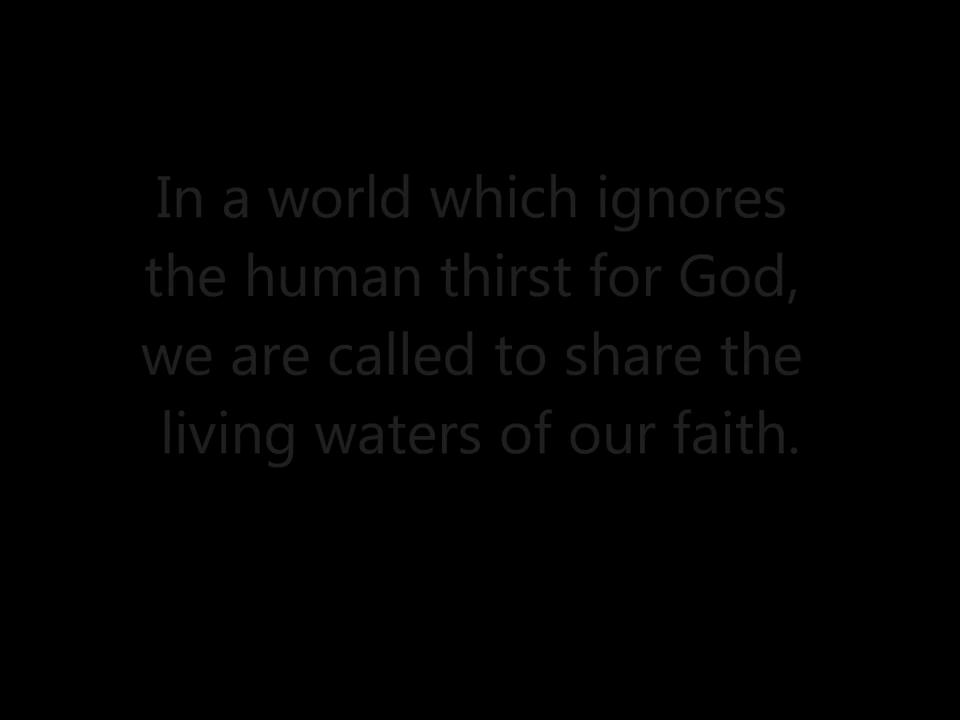 In a world which ignores
the human thirst for God,
we are called to share the
living waters of our faith.